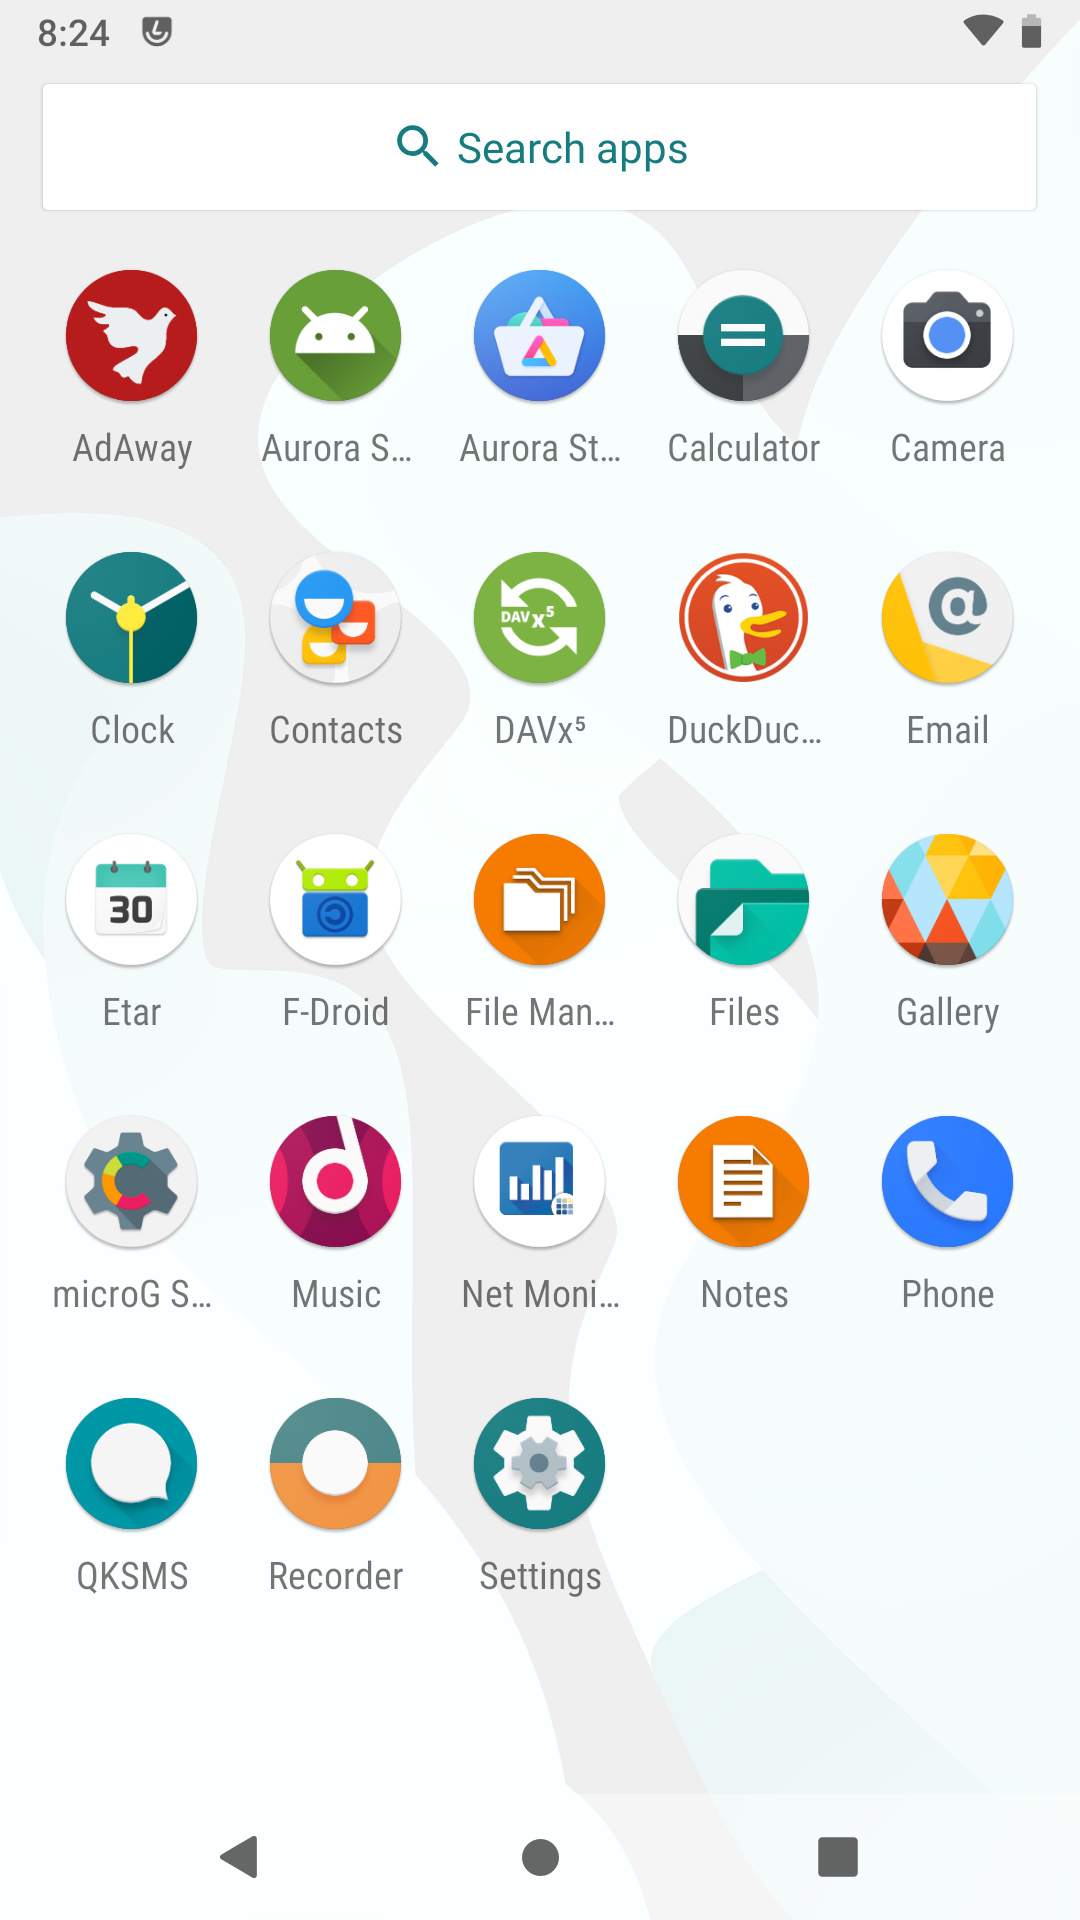 8:24
Search apps
AdAway
Aurora S...
Aurora St...
Calculator
Camera
Clock
Contacts
DAVx⁵
DAVx⁵
DuckDuc...
Email
@
30
Etar
F-Droid
File Man...
Files
Gallery
microG S...
Music
Net Moni...
Notes
Phone
QKSMS
Recorder
Settings